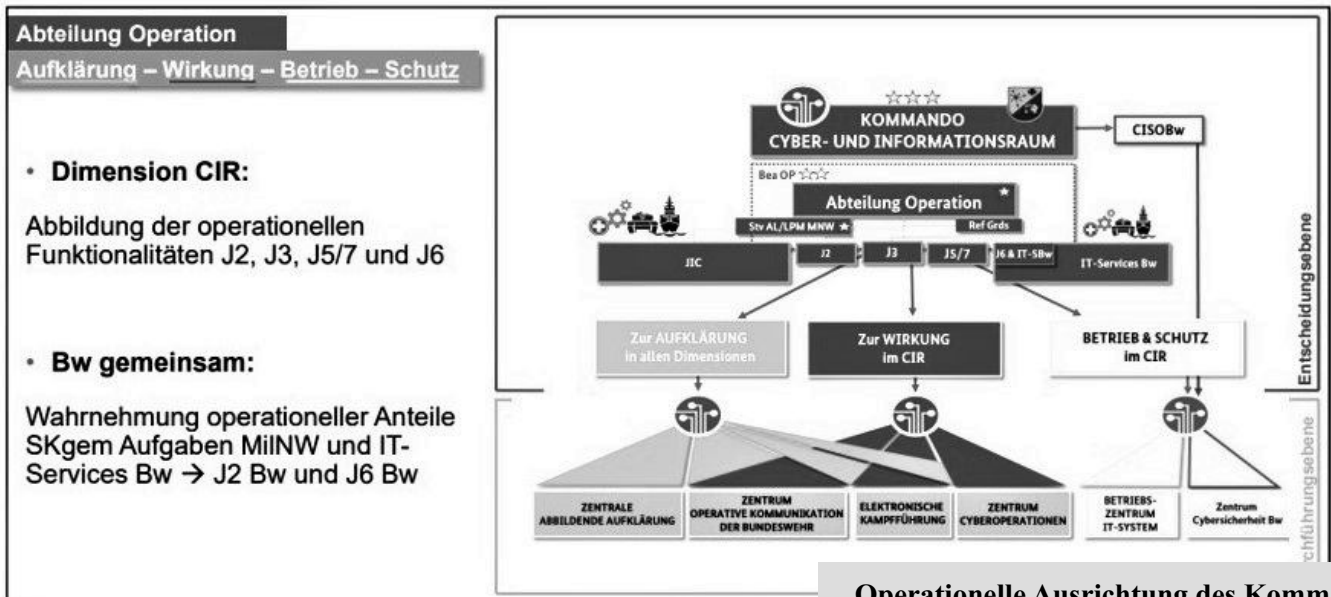 Abteilung Operation
Aufklärung – Wirkung – Betrieb – Schutz
• Dimension CIR:
Abbildung der operationellen
Funktionalitäten J2, J3, J5/7 und J6
• Bw gemeinsam:
Wahrnehmung operationeller Anteile
SKgem Aufgaben MilNW und IT-
Services Bw → J2 Bw und J6 Bw
KOMMANDO
CYBER- UND INFORMATIONSRAUM
CISOBw
Bea OP
Abteilung Operation
Stv AL/LPM MNW
Ref Grds
JIC
J2
J3
J5/7
J6 & IT-SBw
IT-Services Bw
Zur AUFKLÄRUNG
in allen Dimensionen
Zur WIRKUNG
im CIR
BETRIEB & SCHUTZ
im CIR
Entscheidungsebene
ZENTRALE
ABBILDENDE AUFKLÄRUNG
ZENTRUM
OPERATIVE KOMMUNIKATION
DER BUNDESWEHR
ELEKTRONISCHE
KAMPFFÜHRUNG
ZENTRUM
CYBEROPERATIONEN
BETRIEBS-
ZENTRUM
IT-SYSTEM
Zentrum
Cybersicherheit Bw
chführungsebene
Operationelle Ausrichtung des Komm